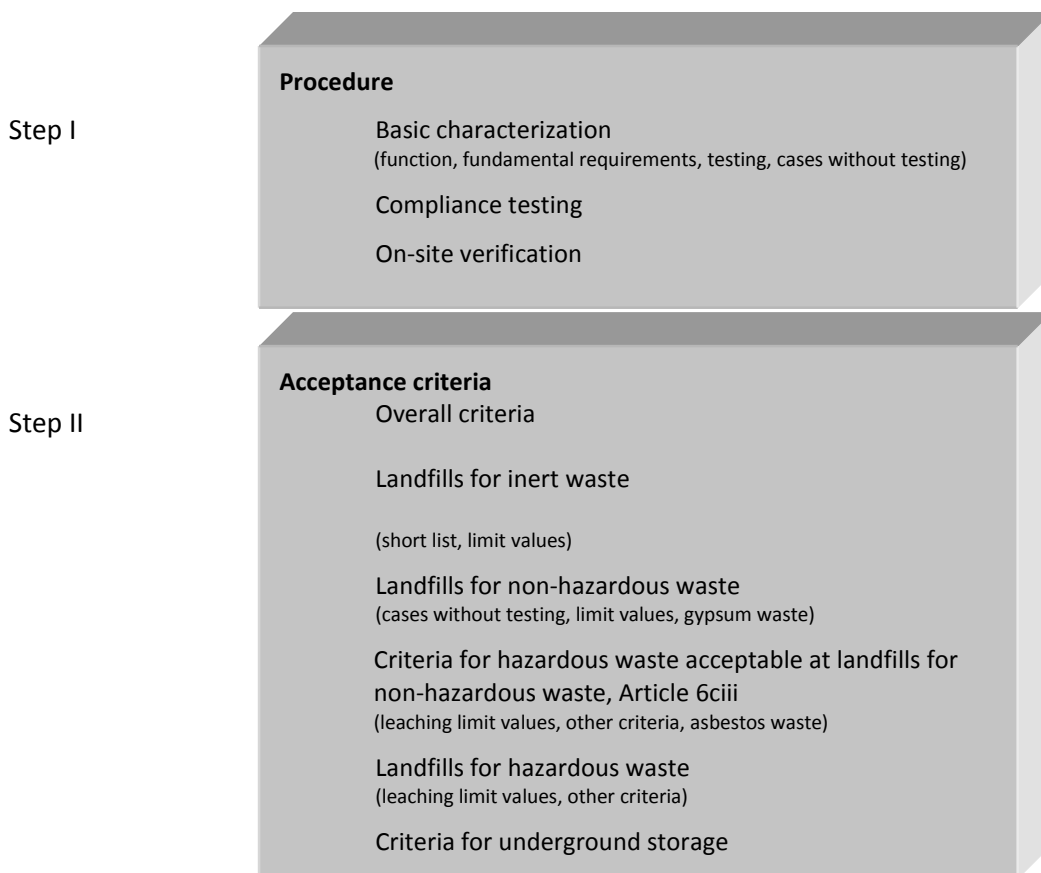 Procedure
Step I
Basic characterization
(function, fundamental requirements, testing, cases without testing)
Compliance testing
On-site verification
Acceptance criteria
Step II
Overall criteria
Landfills for inert waste
(short list, limit values)
Landfills for non-hazardous waste
(cases without testing, limit values, gypsum waste)
Criteria for hazardous waste acceptable at landfills for
non-hazardous waste, Article 6ciii
(leaching limit values, other criteria, asbestos waste)
Landfills for hazardous waste
(leaching limit values, other criteria)
Criteria for underground storage